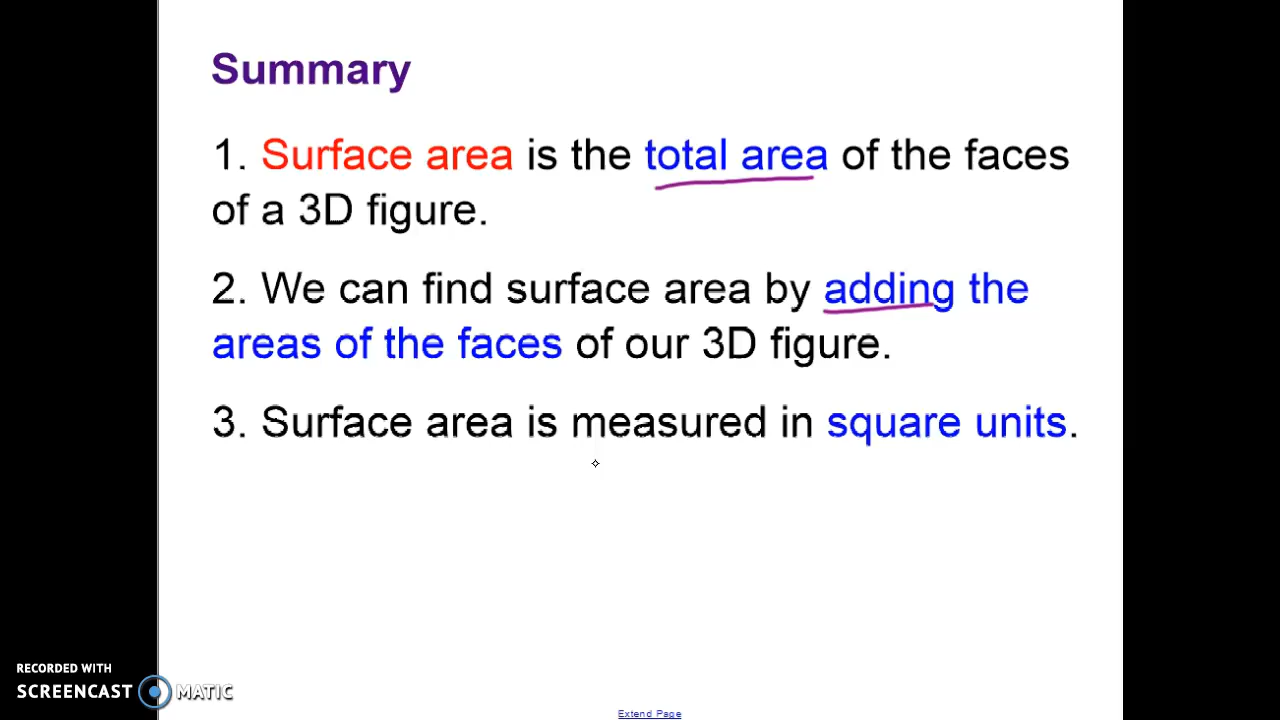 Summary
1. Surface area is the total area of the faces
of a 3D figure.
2. We can find surface area by adding the
areas of the faces of our 3D figure.
3. Surface area is measured in square units.
RECORDED WITH
SCREENCAST MATIC
Extend Page